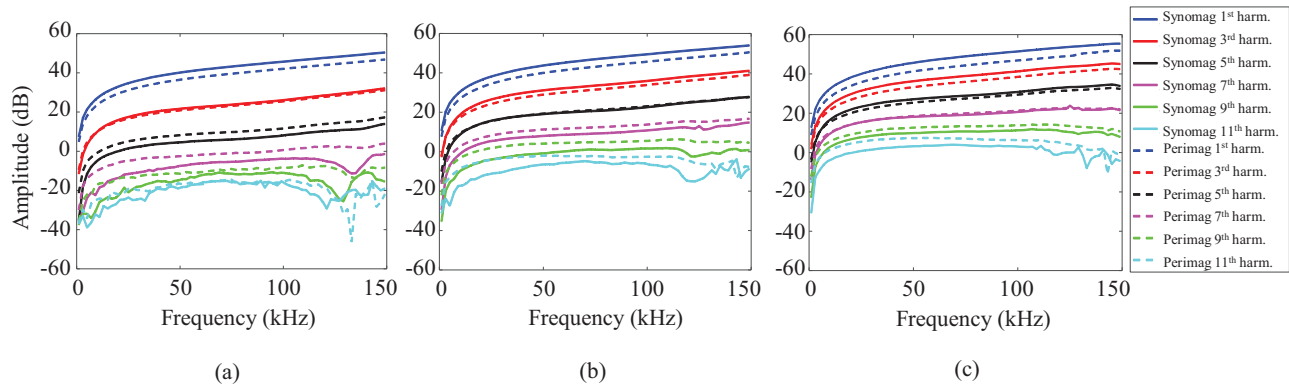 Amplitude (dB)
60
40
20
0
-20
-40
-60
0
50
100
150
Frequency (kHz)
(a)
60
40
20
0
-20
-40
-60
0
50
100
150
Frequency (kHz)
(b)
60
40
20
0
-20
-40
-60
0
50
100
150
Frequency (kHz)
(c)
Synomag 1st harm.
Synomag 3rd harm.
Synomag 5th harm.
Synomag 7th harm.
Synomag 9th harm.
Synomag 11th harm.
Perimag 1st harm.
Perimag 3rd harm.
Perimag 5th harm.
Perimag 7th harm.
Perimag 9th harm.
Perimag 11th harm.